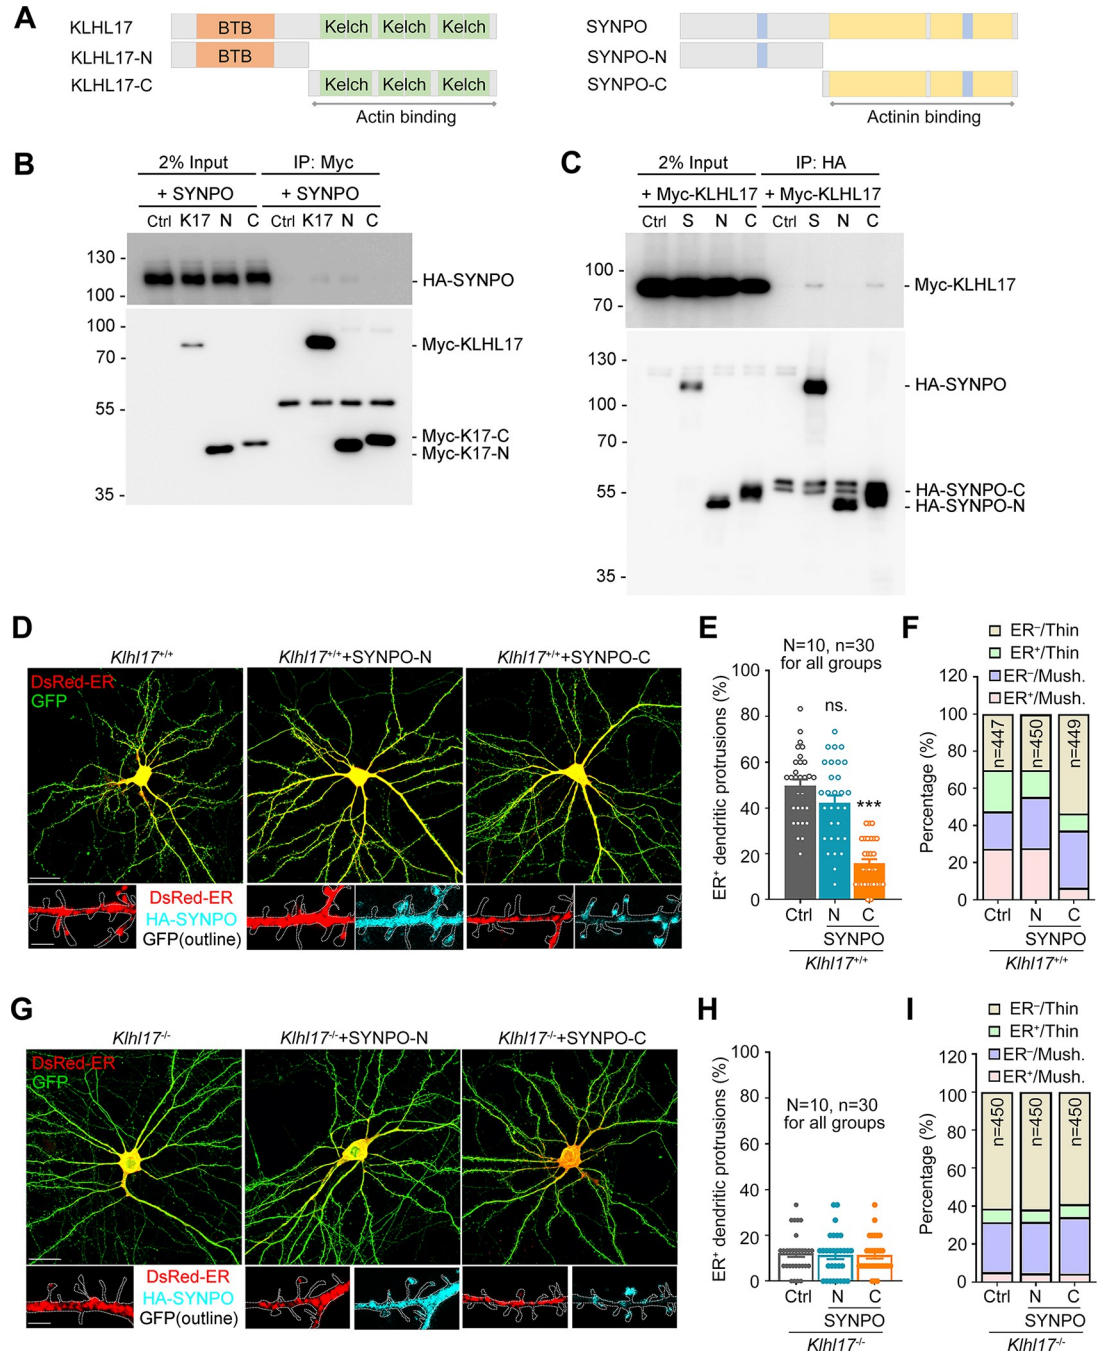 A
KLHL17
BTB
Kelch Kelch Kelch
KLHL17-N
BTB
KLHL17-C
Kelch Kelch Kelch
Actin binding
SYNPO
SYNPO-N
SYNPO-C
Actinin binding
B
2% Input IP: Myc
+ SYNPO + SYNPO
Ctrl K17 N C Ctrl K17 N C
130 -
100 -
- HA-SYNPO
100 -
70 -
55 -
35 -
- Myc-KLHL17
- Myc-K17-C
- Myc-K17-N
C
2% Input IP: HA
+ Myc-KLHL17 + Myc-KLHL17
Ctrl S N C Ctrl S N C
100 -
70 -
- Myc-KLHL17
130 -
100 -
70 -
55 -
35 -
- HA-SYNPO
- HA-SYNPO-C
- HA-SYNPO-N
D
Klhl17+/+
Klhl17+/++SYNPO-N
Klhl17+/++SYNPO-C
DsRed-ER
GFP
DsRed-ER
HA-SYNPO
GFP(outline)
E
N=10, n=30
for all groups
ER+ dendritic protrusions (%)
100
80
60
40
20
0
ns.
***
Ctrl N C
SYNPO
Klhl17+/+
F
ER–/Thin
ER+/Thin
ER–/Mush.
ER+/Mush.
Percentage (%)
120
100
80
60
40
20
0
n=447
n=450
n=449
Ctrl N C
SYNPO
Klhl17+/+
G
Klhl17-/-
Klhl17-/-+SYNPO-N
Klhl17-/-+SYNPO-C
DsRed-ER
GFP
DsRed-ER
HA-SYNPO
GFP(outline)
H
ER+ dendritic protrusions (%)
100
80
60
40
20
0
N=10, n=30
for all groups
Ctrl N C
SYNPO
Klhl17-/-
I
ER–/Thin
ER+/Thin
ER–/Mush.
ER+/Mush.
Percentage (%)
120
100
80
60
40
20
0
n=450
n=450
n=450
Ctrl N C
SYNPO
Klhl17-/-